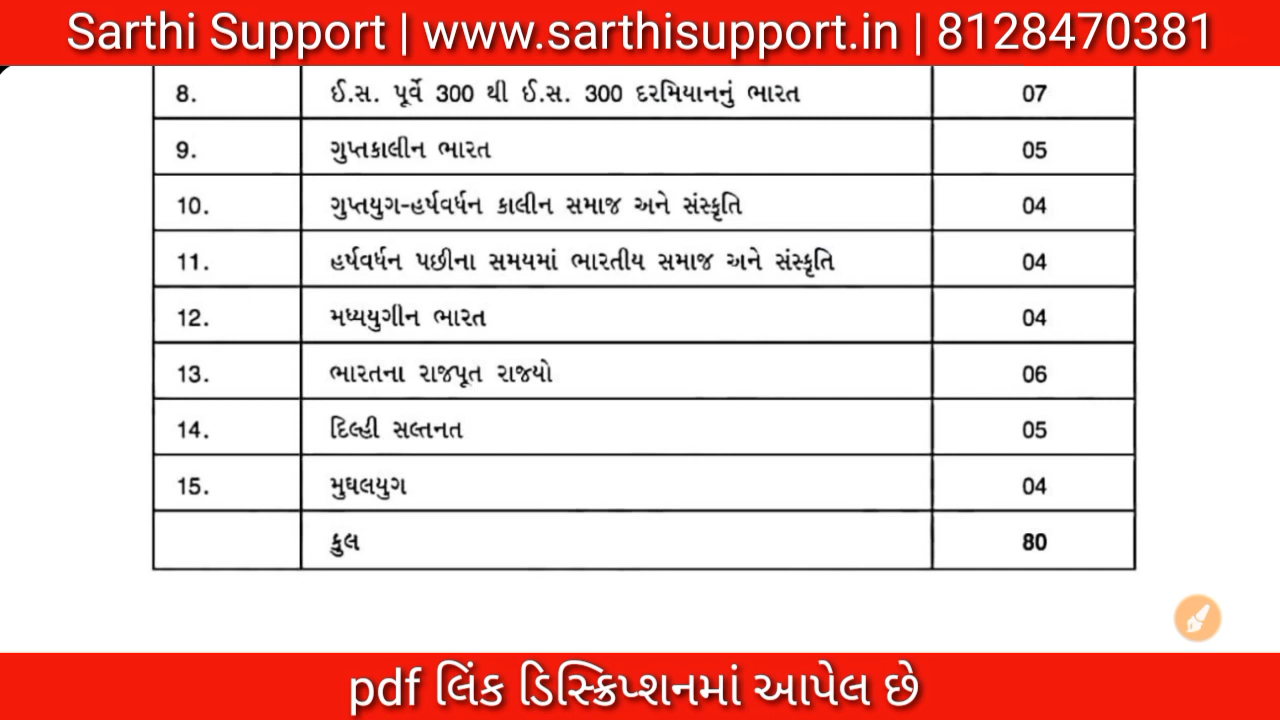 Sarthi Support | www.sarthisupport.in | 8128470381
8. ઈ.સ. પૂર્વે 300 થી ઈ.સ. 300 દરમિયાનનું ભારત 07
9. ગુપ્તકાલીન ભારત 05
10. ગુપ્તયુગ-હર્ષવર્ધન કાલીન સમાજ અને સંસ્કૃતિ 04
11. હર્ષવર્ધન પછીના સમયમાં ભારતીય સમાજ અને સંસ્કૃતિ 04
12. મધ્યયુગીન ભારત 04
13. ભારતના રાજપૂત રાજયો 06
14. દિલ્હી સલ્તનત 05
15. મુઘલયુગ 04
કુલ 80
pdf લિંક ડિસ્ક્રિપ્શનમાં આપેલ છે